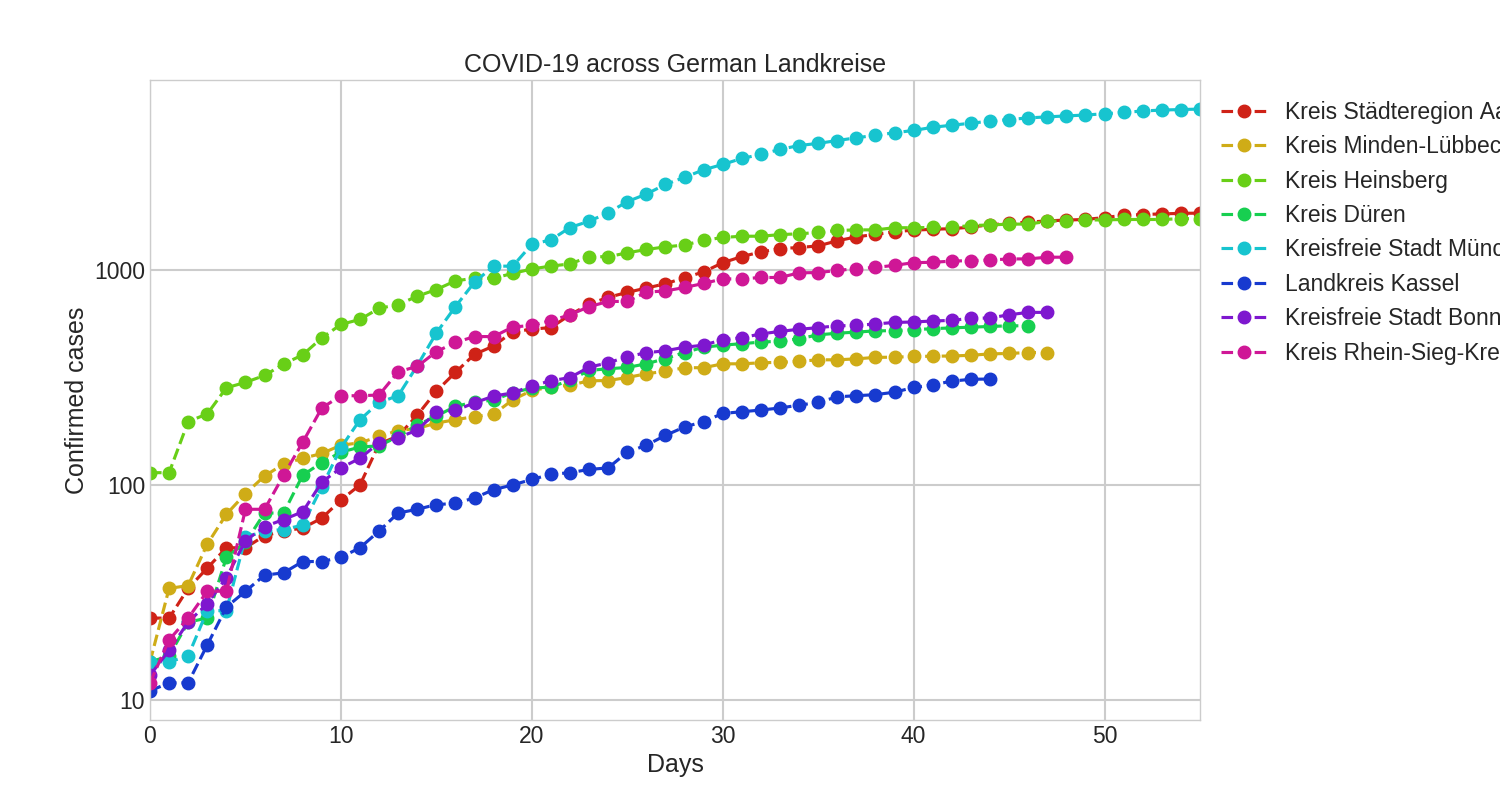 COVID-19 across German Landkreise
Confirmed cases
1000
100
10
0 10 20 30 40 50
Days
Kreis Städteregion Aa
Kreis Minden-Lübbec
Kreis Heinsberg
Kreis Düren
Kreisfreie Stadt Münc
Landkreis Kassel
Kreisfreie Stadt Bonn
Kreis Rhein-Sieg-Kre